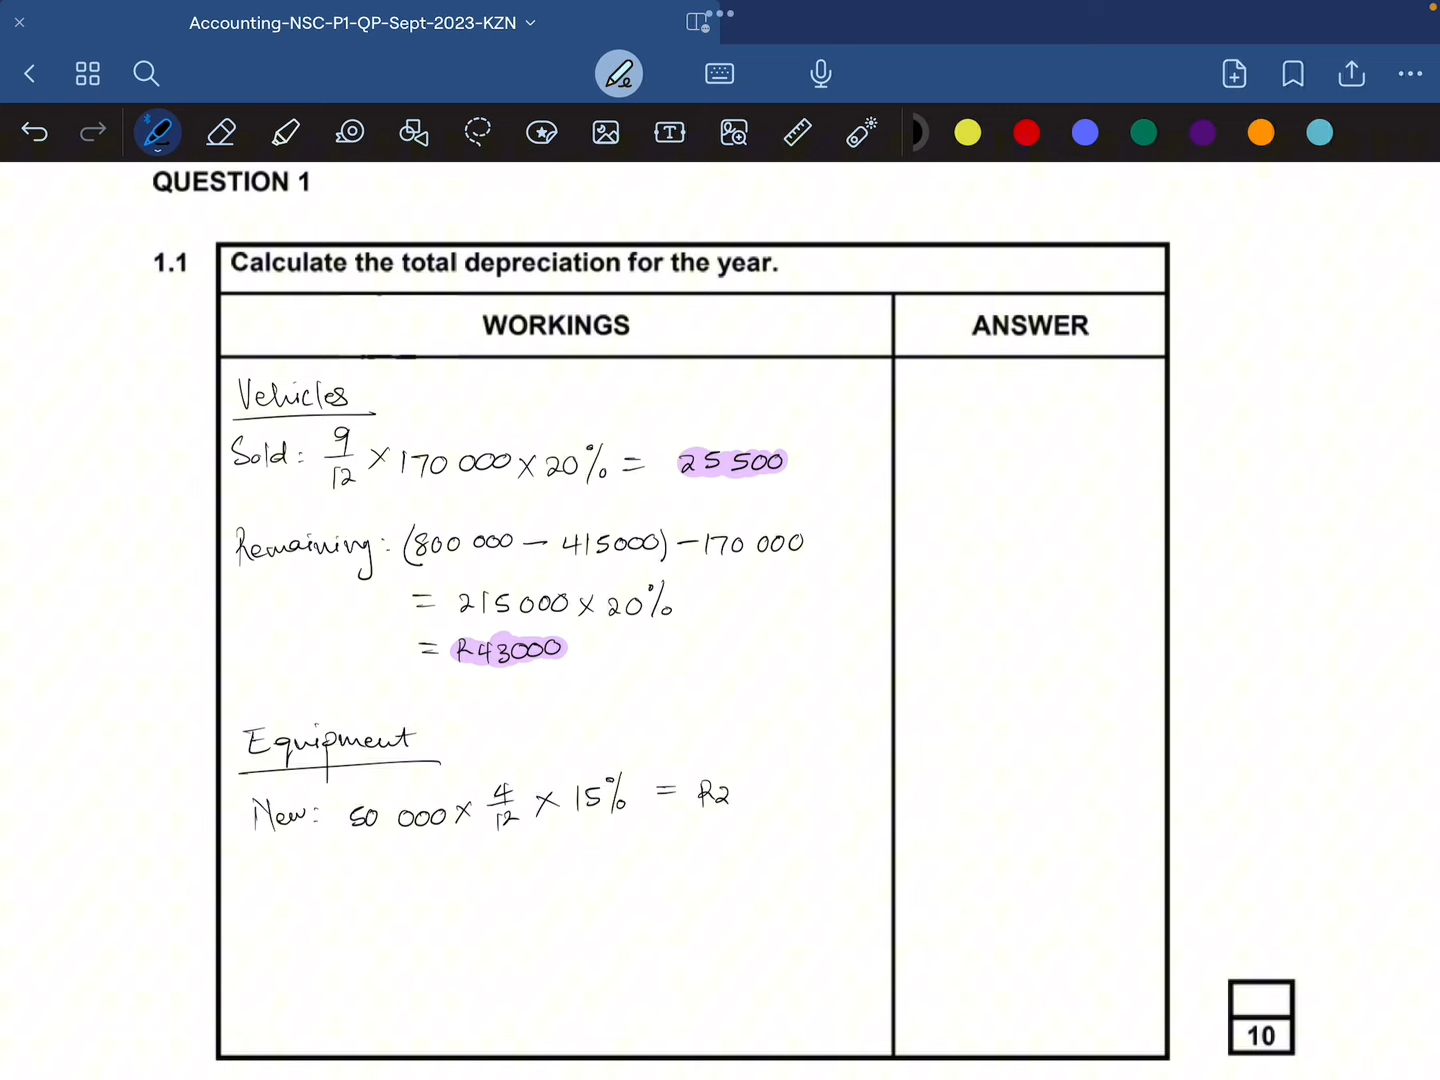 Accounting-NSC-P1-QP-Sept-2023-KZN
QUESTION 1
1.1 Calculate the total depreciation for the year.
WORKINGS ANSWER
Vehicles
Sold: 9/12 × 170 000 × 20% = 25 500
Remaining: (800 000 — 415000) — 170 000
= 215000 × 20%
= R43000
Equipment
New: 50 000 × 4/12 × 15% = R2
10